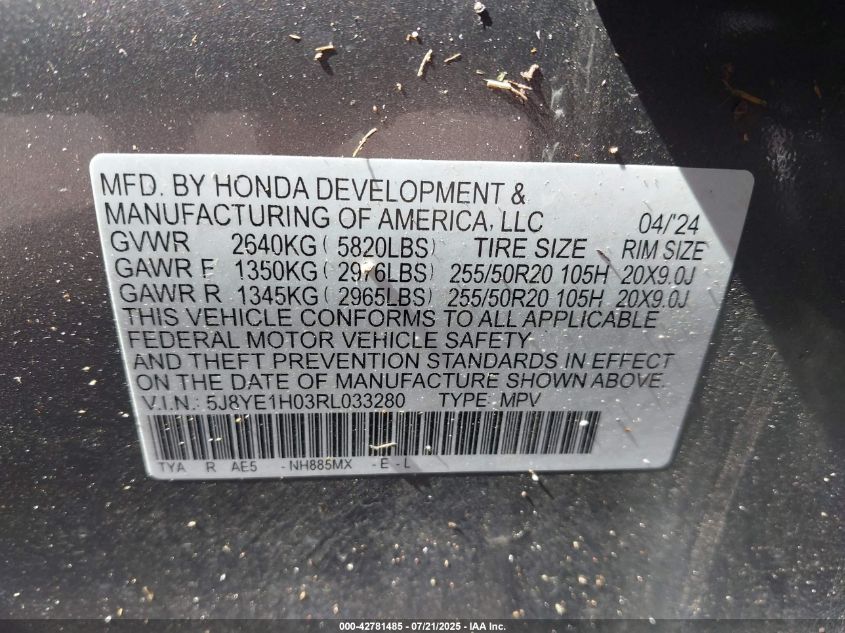 MFD. BY HONDA DEVELOPMENT &
MANUFACTURING OF AMERICA, LLC 04/'24
GVWR 2640KG ( 5820LBS) TIRE SIZE RIM SIZE
GAWR F 1350KG ( 2976LBS) 255/50R20 105H 20X9.0J
GAWR R 1345KG ( 2965LBS) 255/50R20 105H 20X9.0J
THIS VEHICLE CONFORMS TO ALL APPLICABLE
FEDERAL MOTOR VEHICLE SAFETY
AND THEFT PREVENTION STANDARDS IN EFFECT
ON THE DATE OF MANUFACTURE SHOWN ABOVE.
V.I.N.: 5J8YE1H03RL033280 TYPE: MPV
TYA R AE5 - NH885MX - E - L
000-42781485 - 07/21/2025 - IAA Inc.